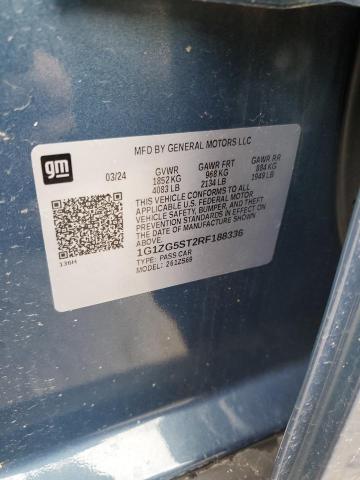 MFD BY GENERAL MOTORS LLC
gm
03/24
GVWR GAWR FRT GAWR RR
1852 KG 968 KG 884 KG
4083 LB 2134 LB 1949 LB
THIS VEHICLE CONFORMS TO ALL
APPLICABLE U.S. FEDERAL MOTOR
VEHICLE SAFETY, BUMPER, AND THEFT
PREVENTION STANDARDS IN EFFECT ON
THE DATE OF MANUFACTURE SHOWN ABOVE
1G1ZG5ST2RF188336
TYPE: PASS CAR
MODEL: 261ZS69